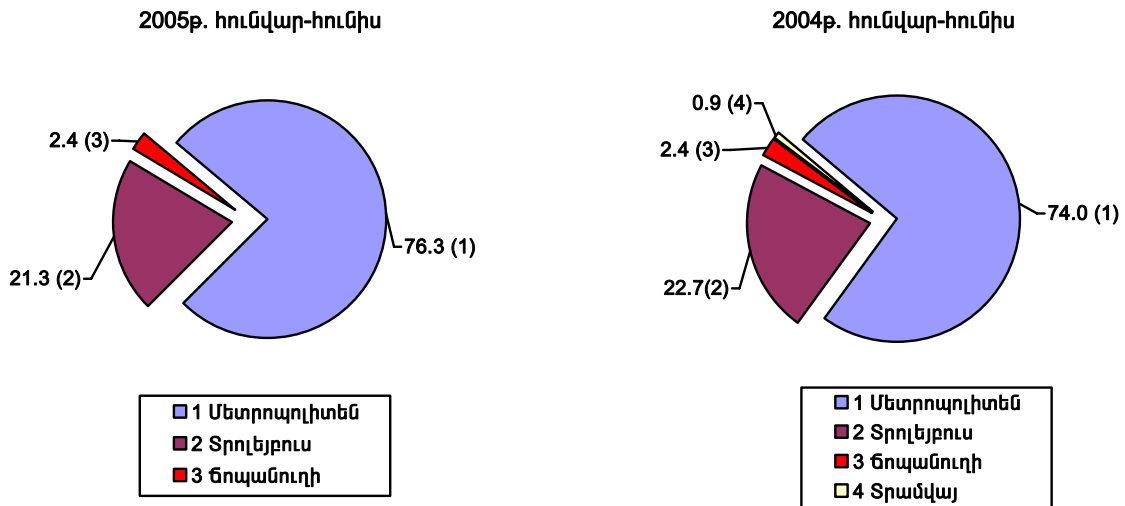 2005թ. հունվար-հունիս
2.4 (3)
76.3 (1)
21.3 (2)
1 Մետրոպոլիտեն
2 Տրոլեյբուս
3 Ճոպանուղի
2004թ. հունվար-հունիս
0.9 (4)
2.4 (3)
74.0 (1)
22.7(2)
1 Մետրոպոլիտեն
2 Տրոլեյբուս
3 Ճոպանուղի
4 Տրամվայ